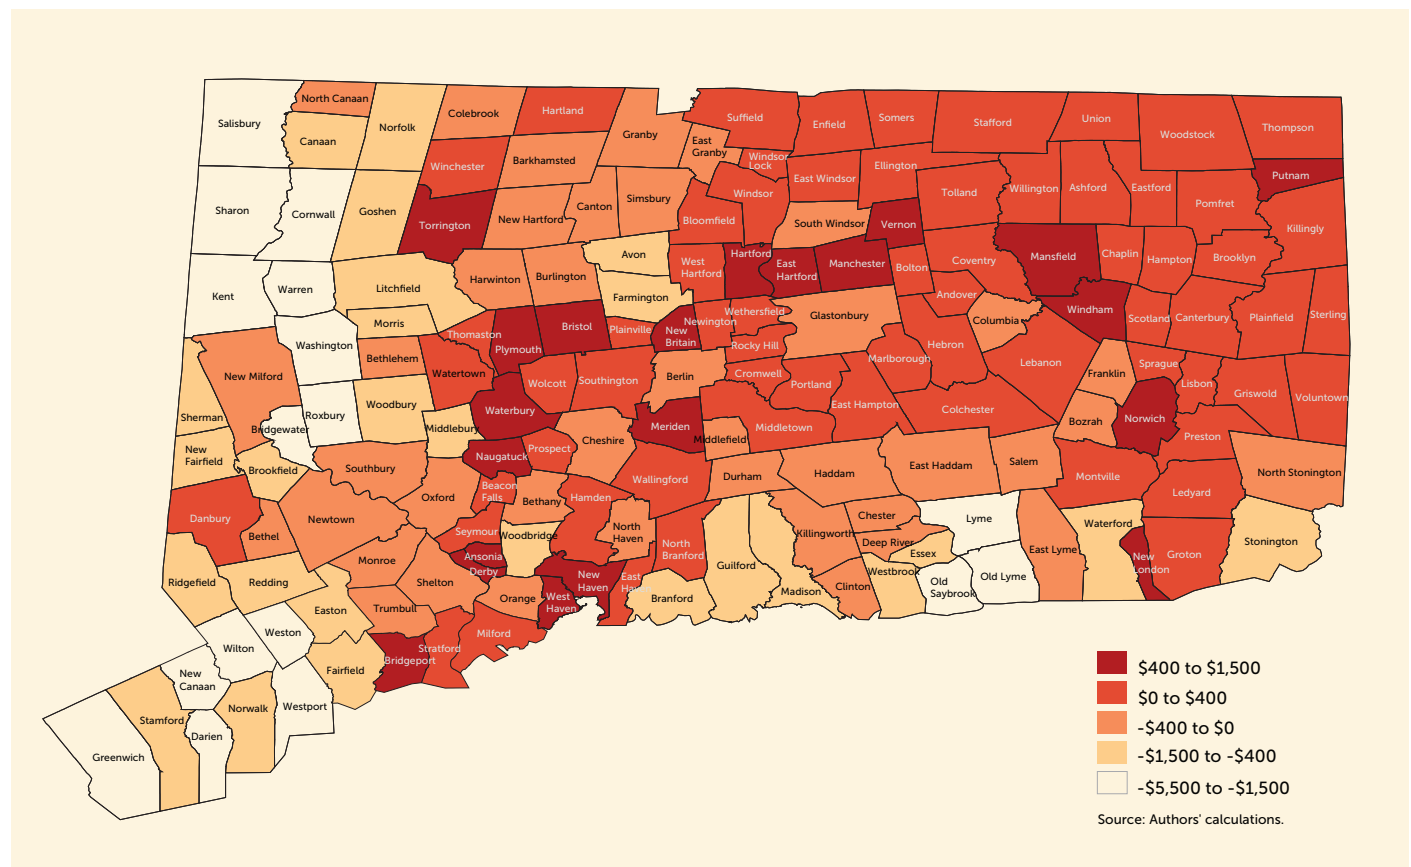 North Canaan
Salisbury
Canaan
Norfolk
Colebrook
Hartland
Granby
East
Granby
Suffield
Windsor
Lock
Enfield
Somers
Stafford
Union
Woodstock
Thompson
Putnam
Winchester
Barkhamsted
East Windsor
Ellington
Tolland
Willington
Ashford
Eastford
Pomfret
Killingly
Sharon
Cornwall
Goshen
Torrington
New Hartford
Canton
Simsbury
Bloomfield
Windsor
South Windsor
Vernon
Avon
West
Hartford
Hartford
East
Hartford
Manchester
Bolton
Coventry
Mansfield
Chaplin
Hampton
Brooklyn
Kent
Warren
Litchfield
Harwinton
Burlington
Farmington
Morris
Washington
Bethlehem
Thomaston
Plymouth
Bristol
Plainville
New
Britain
Newington
Wethersfield
Rocky Hill
Glastonbury
Andover
Columbia
Windham
Scotland
Canterbury
Plainfield
Sterling
Hebron
Marlborough
Lebanon
Franklin
Sprague
Lisbon
Griswold
Voluntown
New Milford
Watertown
Wolcott
Southington
Berlin
Cromwell
Portland
East Hampton
Colchester
Bozrah
Norwich
Preston
Sherman
Bridgewater
Roxbury
Woodbury
Middlebury
Waterbury
Meriden
Middlefield
Middletown
New
Fairfield
Brookfield
Southbury
Naugatuck
Prospect
Cheshire
Wallingford
Durham
Haddam
East Haddam
Salem
Montville
Ledyard
North Stonington
Oxford
Beacon
Falls
Bethany
Hamden
Danbury
Bethel
Newtown
Seymour
Woodbridge
North
Haven
North
Branford
Killingworth
Chester
Deep River
Essex
Lyme
East Lyme
Waterford
New
London
Groton
Stonington
Ridgefield
Redding
Monroe
Shelton
Ansonia
Derby
Orange
New
Haven
West
Haven
East
Haven
Branford
Guilford
Madison
Clinton
Westbrook
Old
Saybrook
Old Lyme
Easton
Trumbull
Milford
Stratford
Bridgeport
Wilton
Weston
Fairfield
New
Canaan
Westport
Norwalk
Stamford
Darien
Greenwich
$400 to $1,500
$0 to $400
-$400 to $0
-$1,500 to -$400
-$5,500 to -$1,500
Source: Authors' calculations.